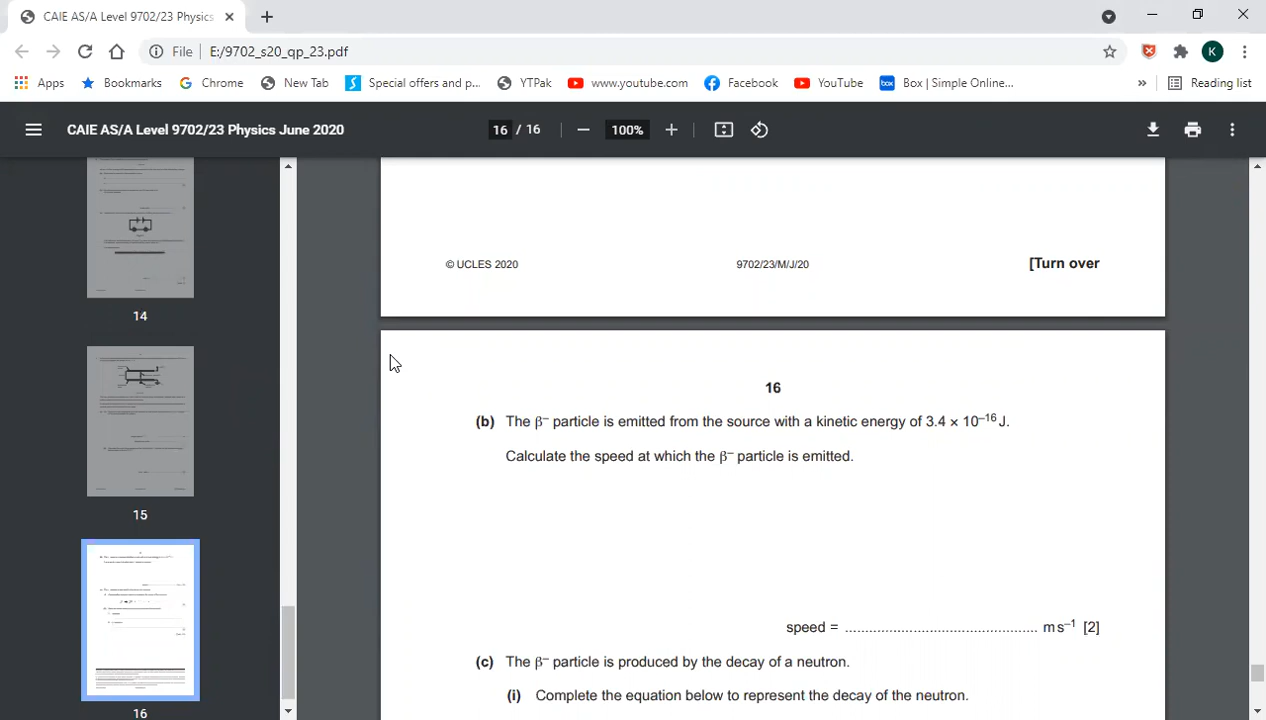 CAIE AS/A Level 9702/23 Physics
File E:/9702_s20_qp_23.pdf
K
Apps Bookmarks Chrome New Tab Special offers and p... YTPak www.youtube.com Facebook YouTube box Box | Simple Online... » Reading list
CAIE AS/A Level 9702/23 Physics June 2020 16 / 16 100%
14
15
16
© UCLES 2020 9702/23/M/J/20 [Turn over
16
(b) The β⁻ particle is emitted from the source with a kinetic energy of 3.4 × 10⁻¹⁶ J.
Calculate the speed at which the β⁻ particle is emitted.
speed = ................................................ m s⁻¹ [2]
(c) The β⁻ particle is produced by the decay of a neutron.
(i) Complete the equation below to represent the decay of the neutron.